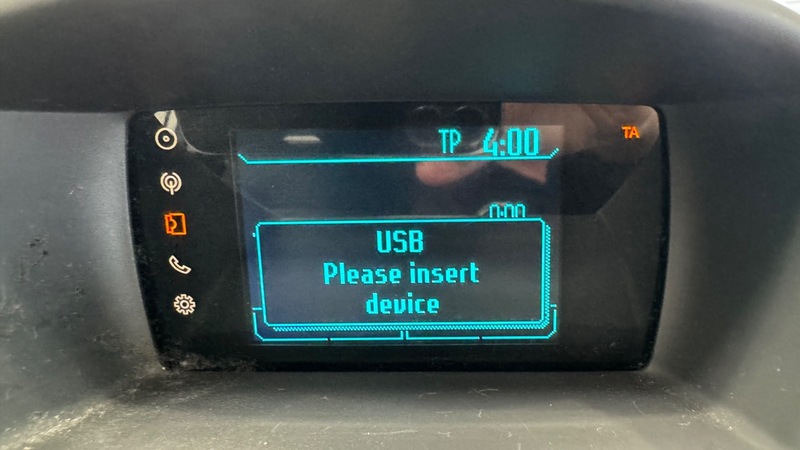 TP 4:00 TA
0:00
USB
Please insert
device